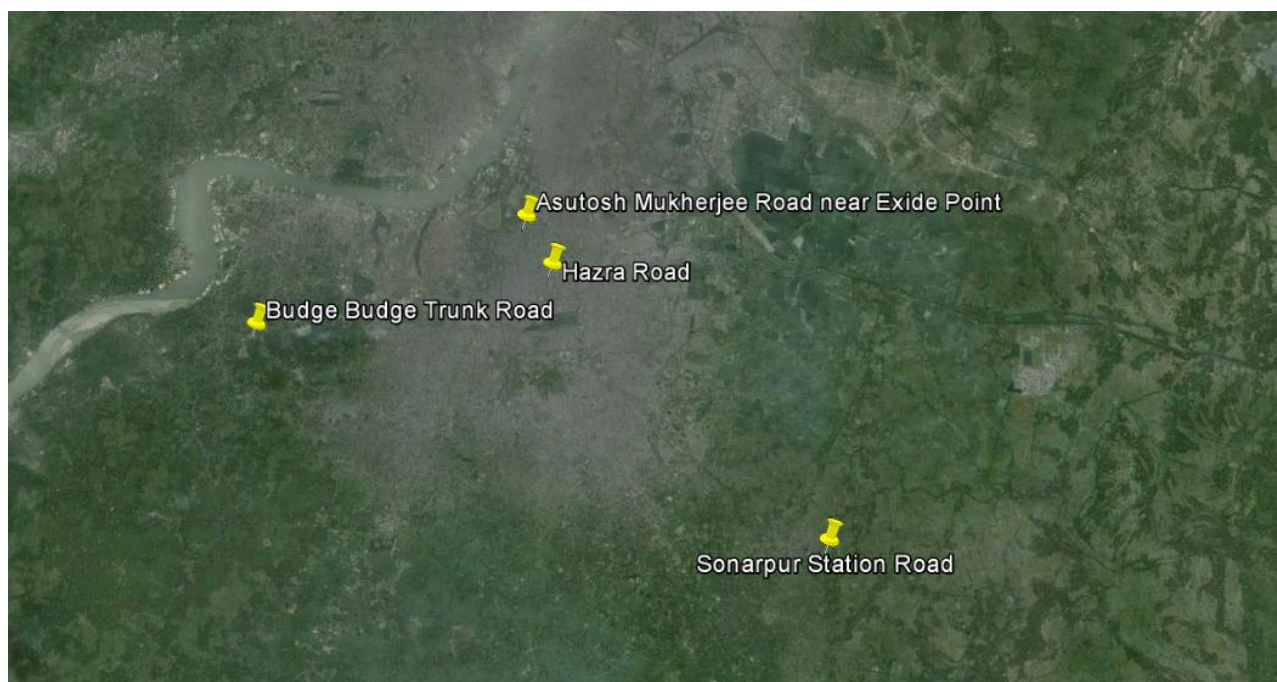 Asutosh Mukherjee Road near Exide Point
Hazra Road
Budge Budge Trunk Road
Sonarpur Station Road